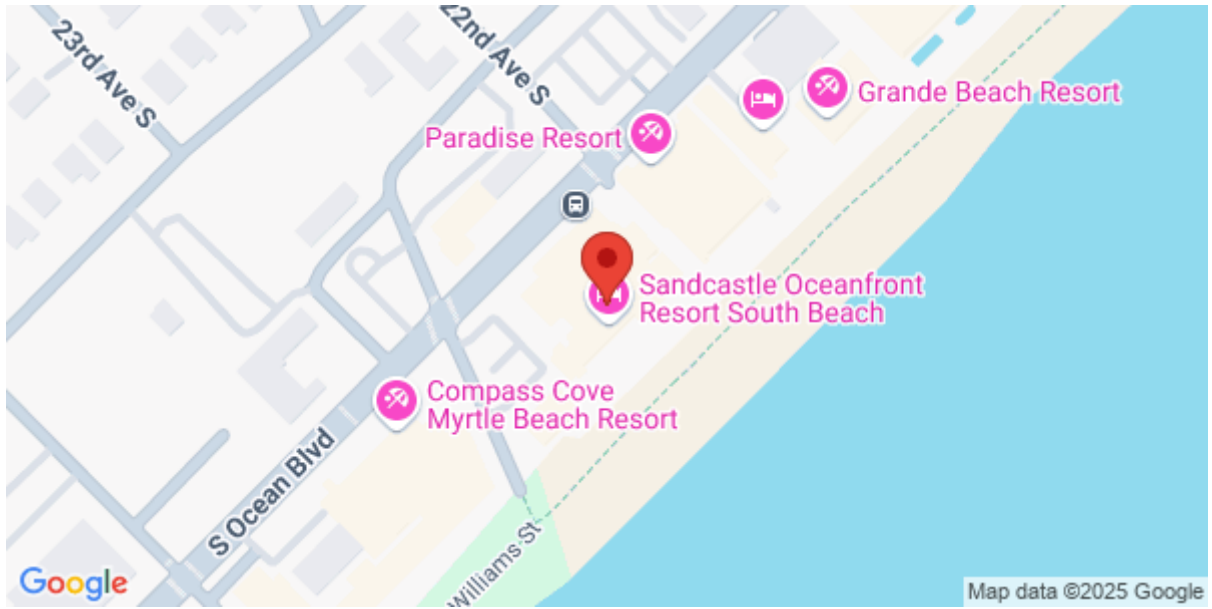 23rd Ave S
22nd Ave S
Grande Beach Resort
Paradise Resort
Sandcastle Oceanfront
Resort South Beach
Compass Cove
Myrtle Beach Resort
S Ocean Blvd
Williams St
Google
Map data ©2025 Google